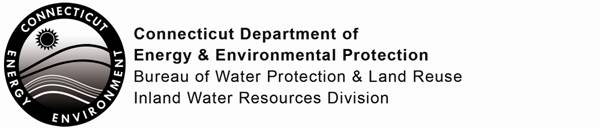 CONNECTICUT
ENERGY ENVIRONMENT
Connecticut Department of
Energy & Environmental Protection
Bureau of Water Protection & Land Reuse
Inland Water Resources Division